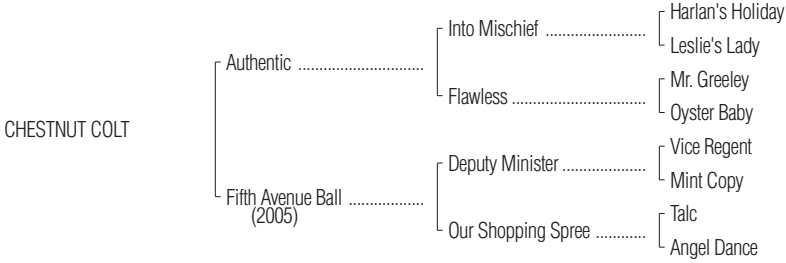 Harlan's Holiday
Into Mischief ........................
Leslie's Lady
Authentic ..............................
Mr. Greeley
Flawless ................................
Oyster Baby
CHESTNUT COLT
Vice Regent
Deputy Minister ....................
Mint Copy
Fifth Avenue Ball ..................
(2005)
Talc
Our Shopping Spree ............
Angel Dance